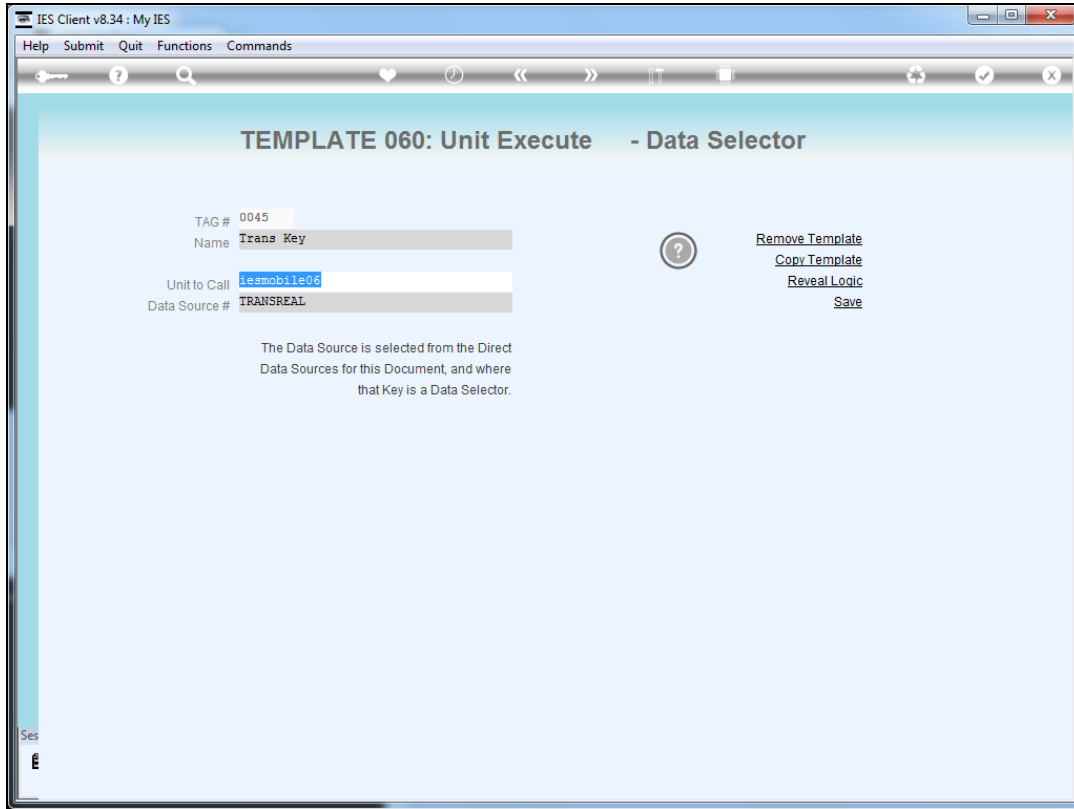 IES Client v8.34 : My IES
Help Submit Quit Functions Commands
TEMPLATE 060: Unit Execute - Data Selector
TAG # 0045
Name Trans Key
Unit to Call iesmobile06
Data Source # TRANSREAL
The Data Source is selected from the Direct
Data Sources for this Document, and where
that Key is a Data Selector.
Remove Template
Copy Template
Reveal Logic
Save
Ses